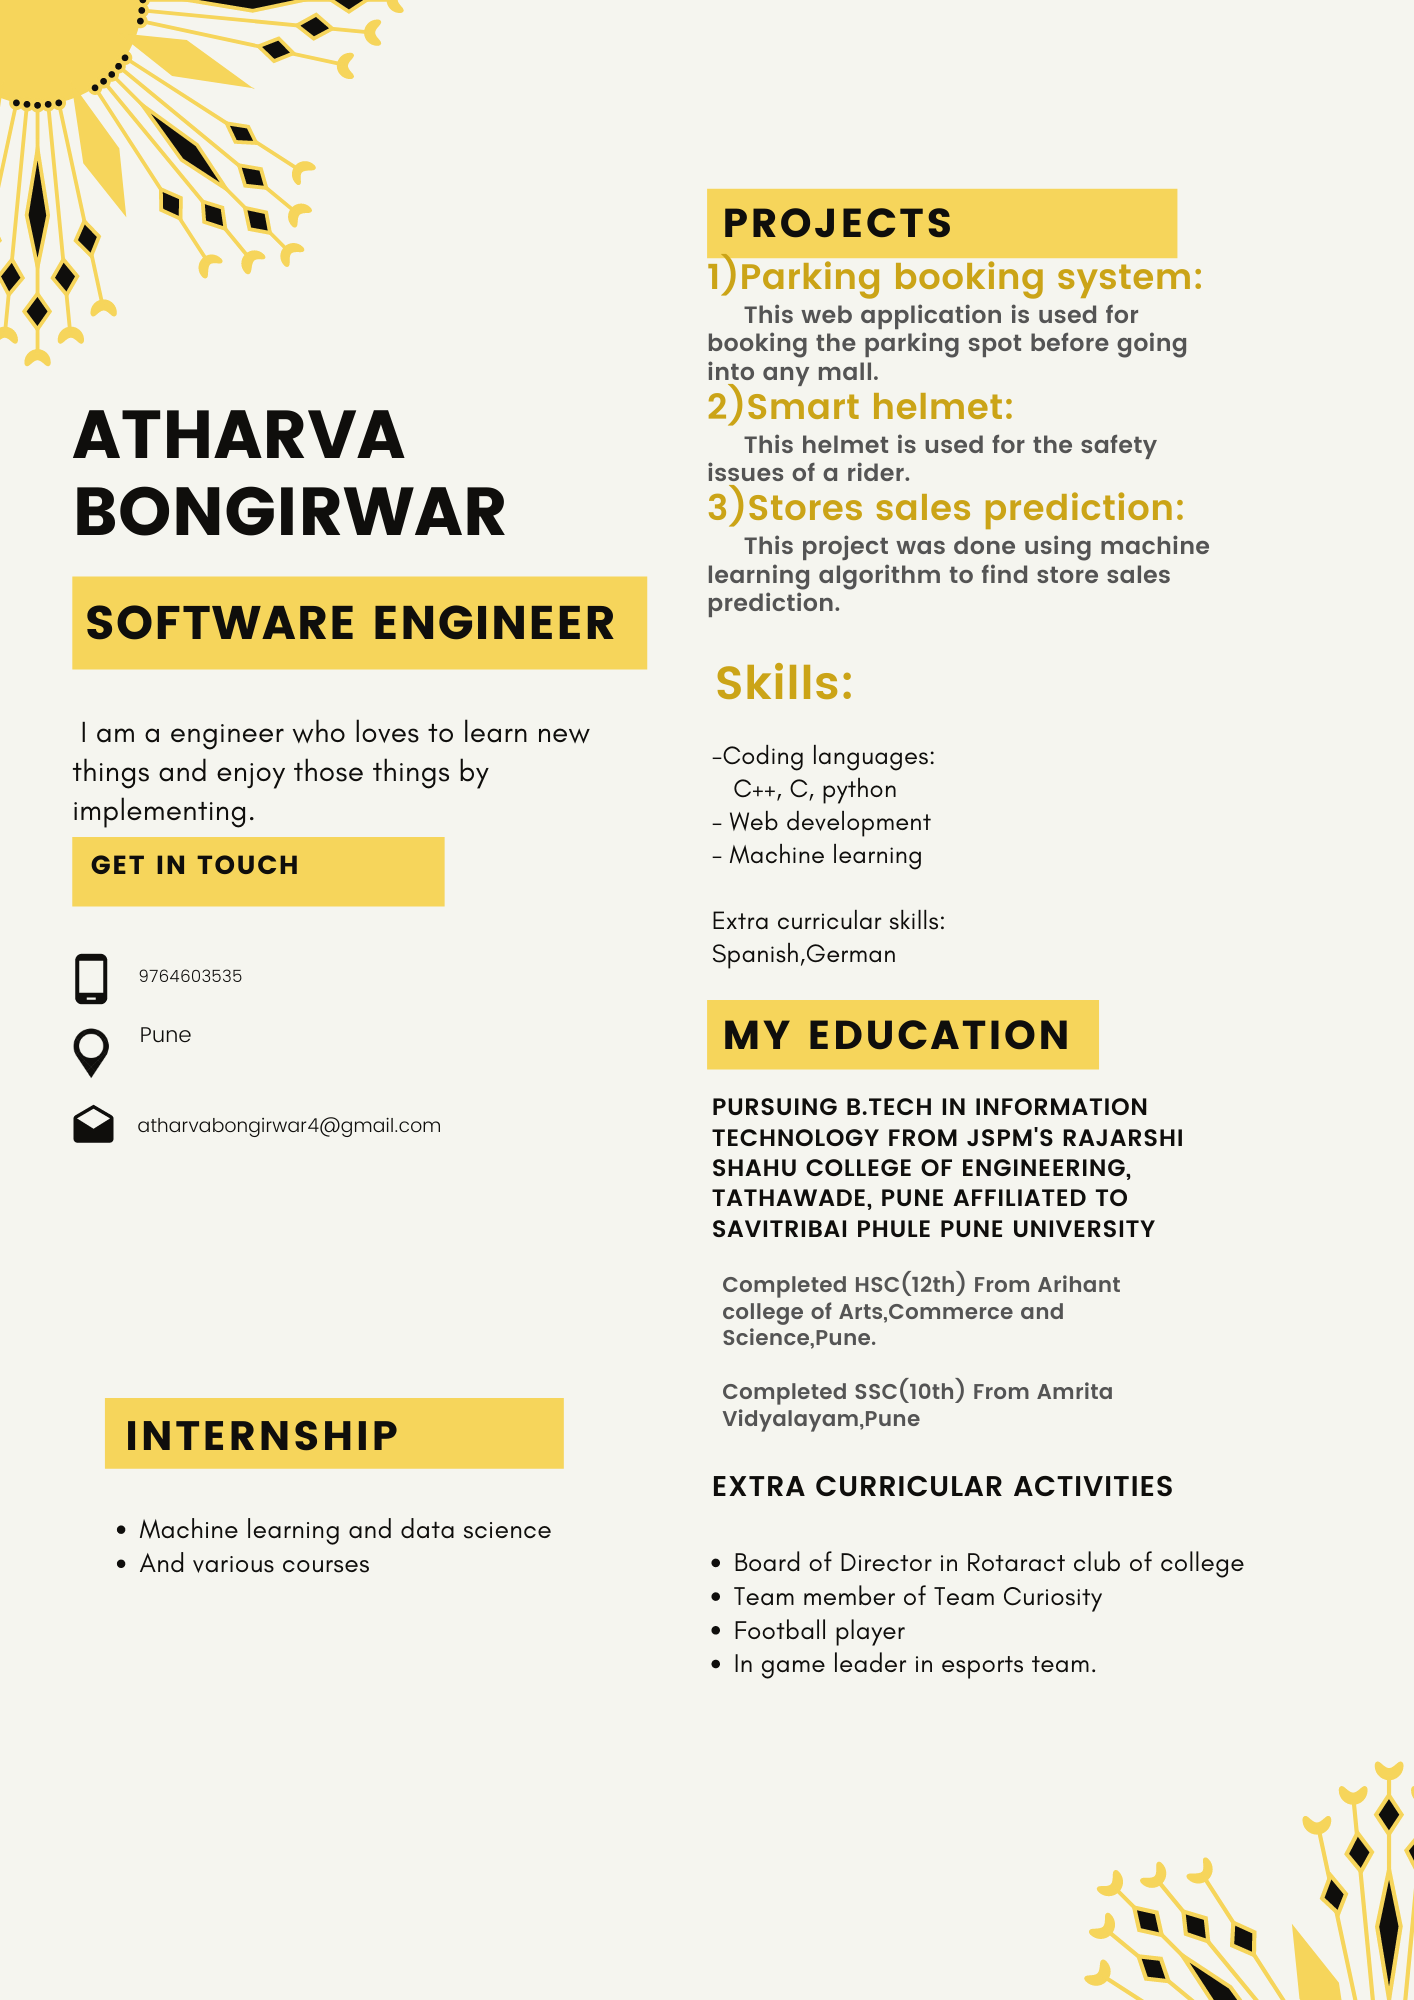 ATHARVA
BONGIRWAR
SOFTWARE ENGINEER
I am a engineer who loves to learn new
things and enjoy those things by
implementing.
GET IN TOUCH
9764603535
Pune
atharvabongirwar4@gmail.com
INTERNSHIP
• Machine learning and data science
• And various courses
PROJECTS
1)Parking booking system:
This web application is used for
booking the parking spot before going
into any mall.
2)Smart helmet:
This helmet is used for the safety
issues of a rider.
3)Stores sales prediction:
This project was done using machine
learning algorithm to find store sales
prediction.
Skills:
-Coding languages:
C++, C, python
- Web development
- Machine learning
Extra curricular skills:
Spanish,German
MY EDUCATION
PURSUING B.TECH IN INFORMATION
TECHNOLOGY FROM JSPM'S RAJARSHI
SHAHU COLLEGE OF ENGINEERING,
TATHAWADE, PUNE AFFILIATED TO
SAVITRIBAI PHULE PUNE UNIVERSITY
Completed HSC(12th) From Arihant
college of Arts,Commerce and
Science,Pune.
Completed SSC(10th) From Amrita
Vidyalayam,Pune
EXTRA CURRICULAR ACTIVITIES
• Board of Director in Rotaract club of college
• Team member of Team Curiosity
• Football player
• In game leader in esports team.